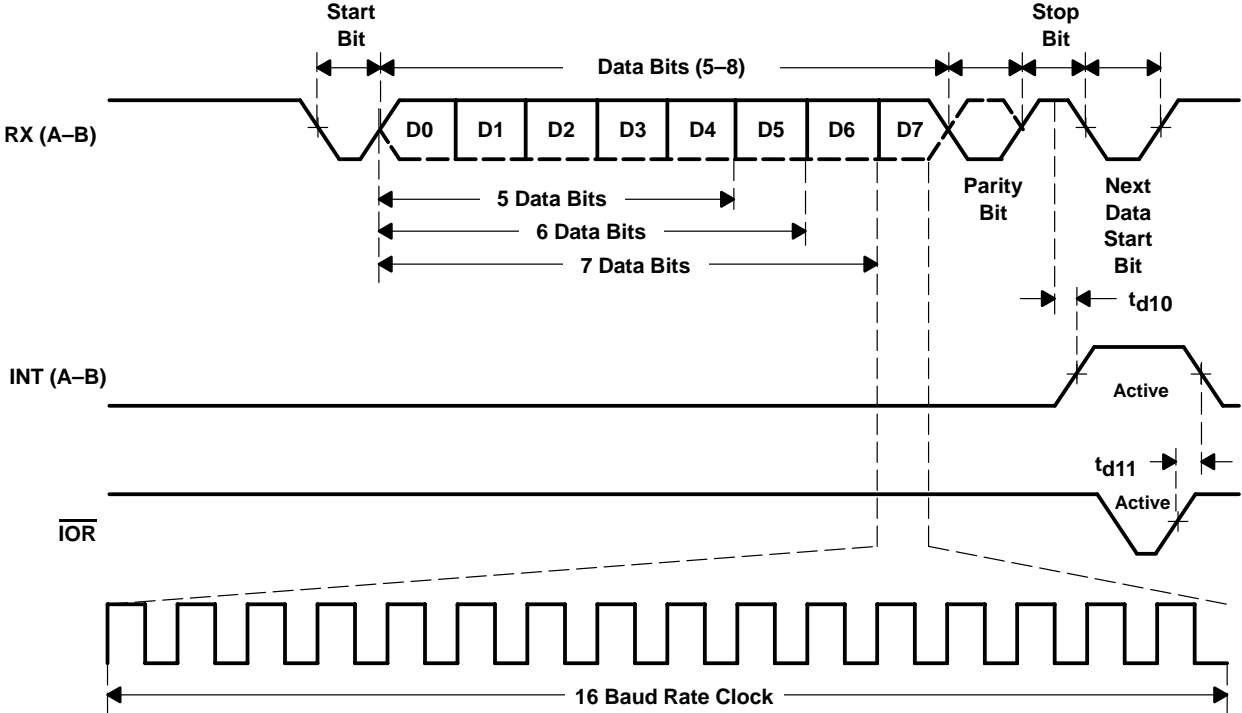 Start
Bit
Stop
Bit
Data Bits (5–8)
RX (A–B)
D0 D1 D2 D3 D4 D5 D6 D7
Parity
Bit
Next
Data
Start
Bit
5 Data Bits
6 Data Bits
7 Data Bits
td10
INT (A–B)
Active
td11
Active
IOR
16 Baud Rate Clock